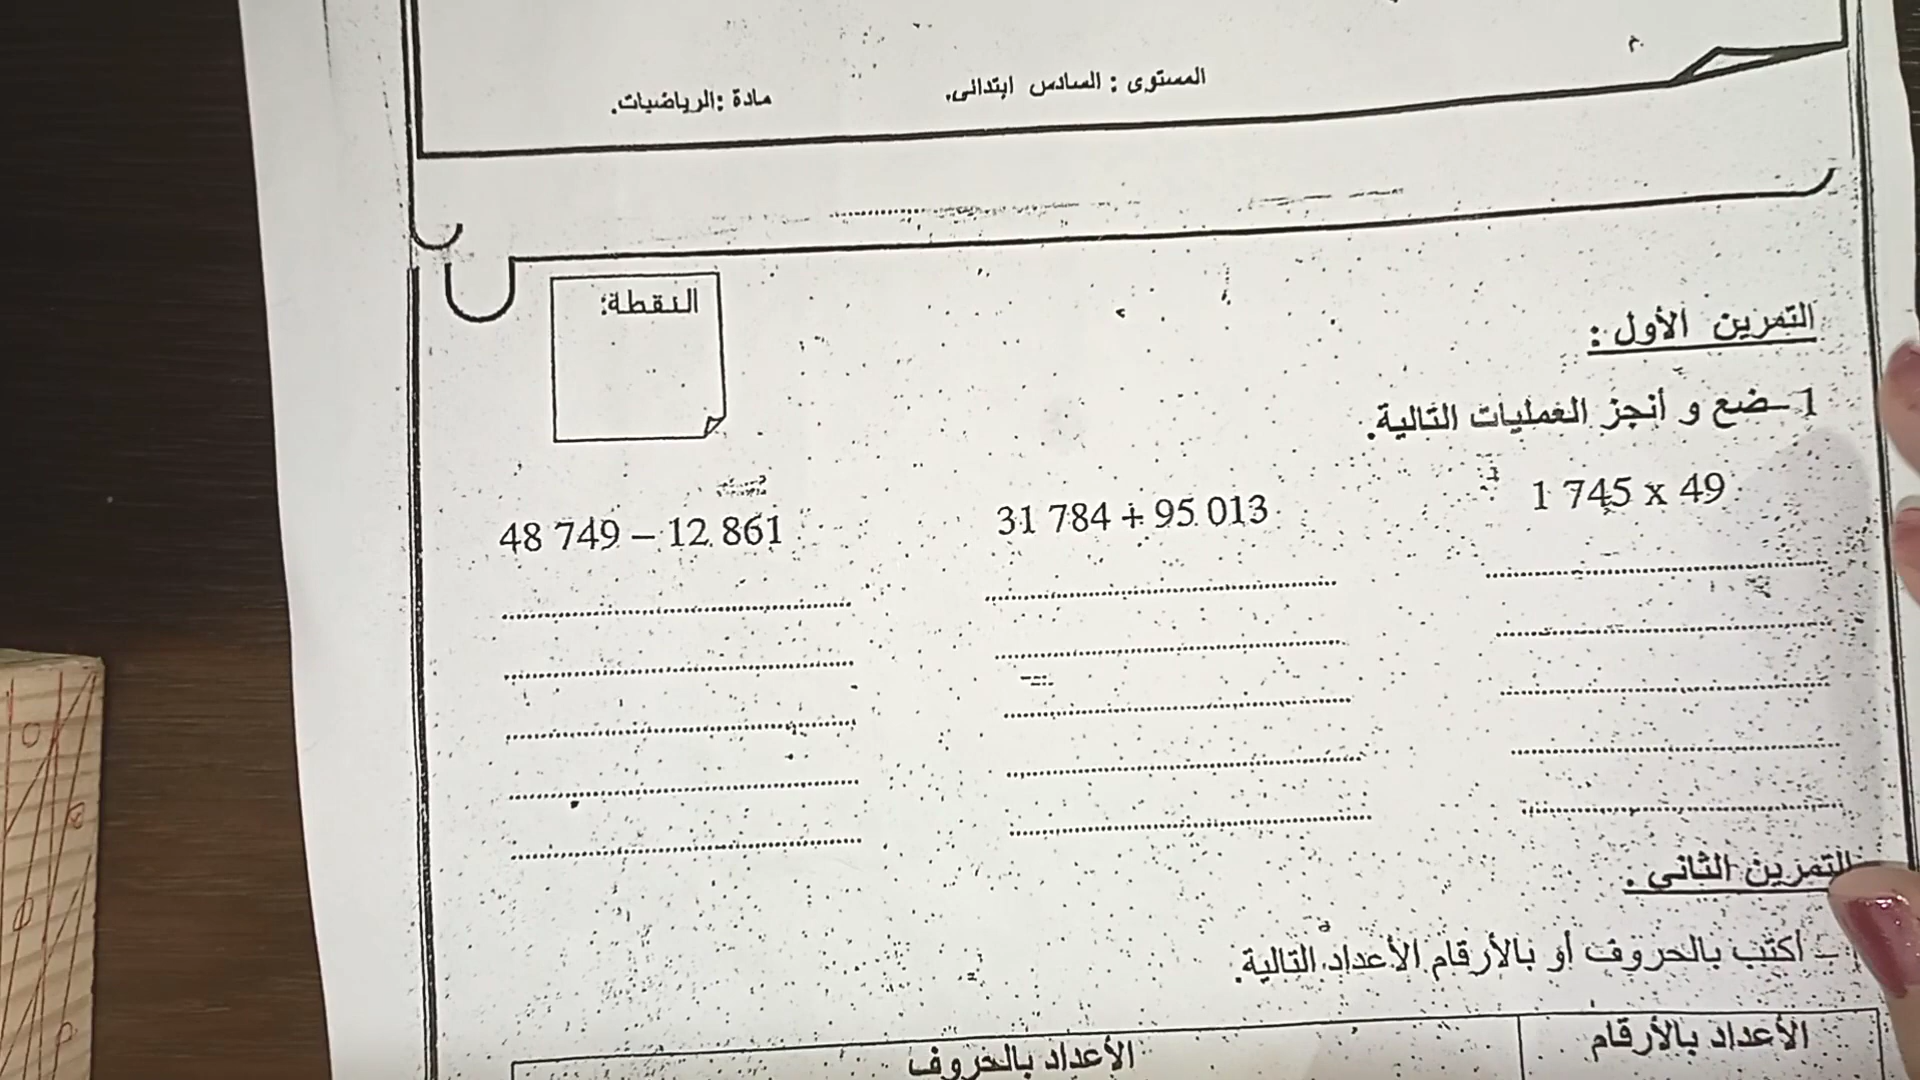 المستوى : السادس ابتدائي.
مادة :الرياضيات.
النقطة:
التمرين الأول :
1-ضع و أنجز العمليات التالية.
1 745 x 49
31 784 + 95 013
48 749 – 12 861
التمرين الثاني .
- أكتب بالحروف أو بالأرقام الأعداد التالية.
الأعداد بالأرقام
الأعداد بالحروف